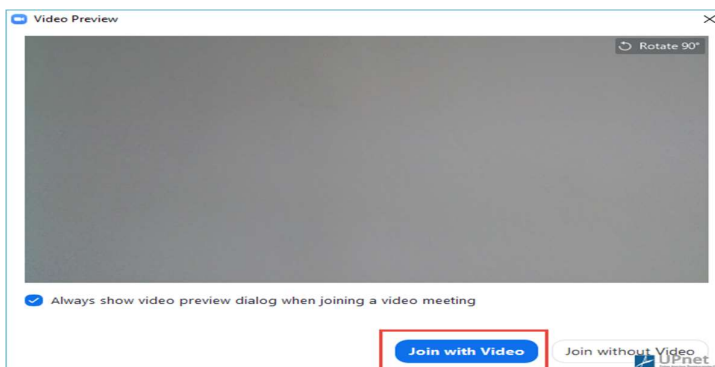 Video Preview
Rotate 90°
Always show video preview dialog when joining a video meeting
Join with Video
Join without Video
UPnet